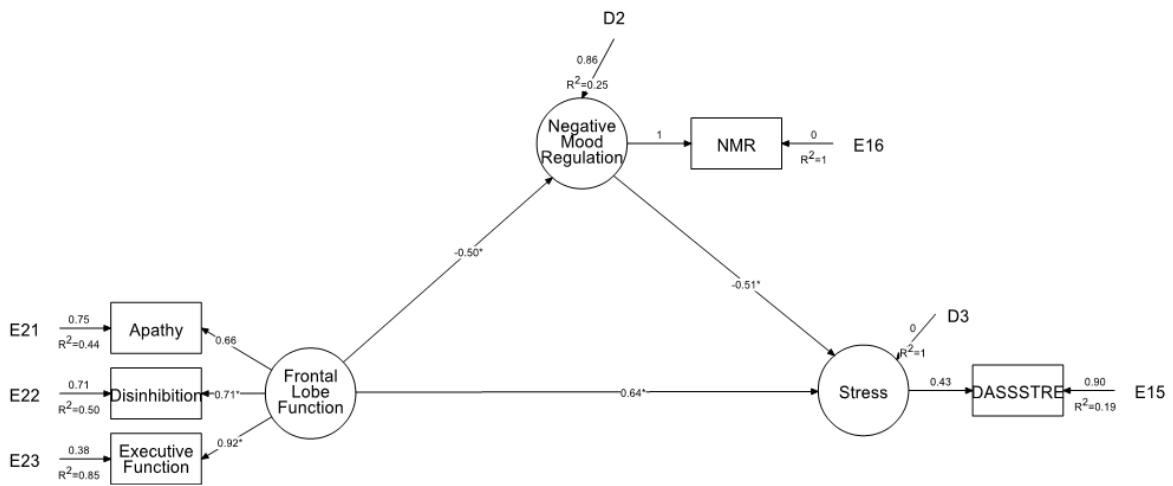 D2
0.86
R²=0.25
Negative
Mood
Regulation
1
NMR
0
R²=1
E16
-0.50*
-0.51*
E21
0.75
R²=0.44
Apathy
0.66
E22
0.71
R²=0.50
Disinhibition
0.71*
E23
0.38
R²=0.85
Executive
Function
0.92*
Frontal
Lobe
Function
0.64*
D3
0
R²=1
Stress
0.43
DASSSTRE
0.90
R²=0.19
E15